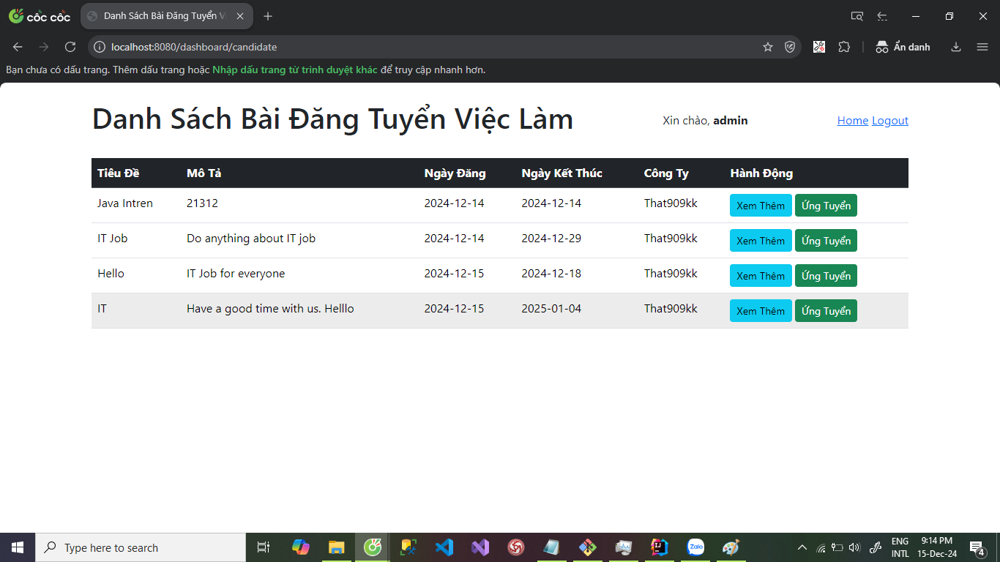 cốc cốc
Danh Sách Bài Đăng Tuyển V
localhost:8080/dashboard/candidate
Ẩn danh
Bạn chưa có dấu trang. Thêm dấu trang hoặc Nhập dấu trang từ trình duyệt khác để truy cập nhanh hơn.
Danh Sách Bài Đăng Tuyển Việc Làm
Xin chào, admin
Home Logout
Tiêu Đề Mô Tả Ngày Đăng Ngày Kết Thúc Công Ty Hành Động
Java Intren 21312 2024-12-14 2024-12-14 That909kk Xem Thêm Ứng Tuyển
IT Job Do anything about IT job 2024-12-14 2024-12-29 That909kk Xem Thêm Ứng Tuyển
Hello IT Job for everyone 2024-12-15 2024-12-18 That909kk Xem Thêm Ứng Tuyển
IT Have a good time with us. Helllo 2024-12-15 2025-01-04 That909kk Xem Thêm Ứng Tuyển
Type here to search
Zalo
ENG
INTL
9:14 PM
15-Dec-24
4